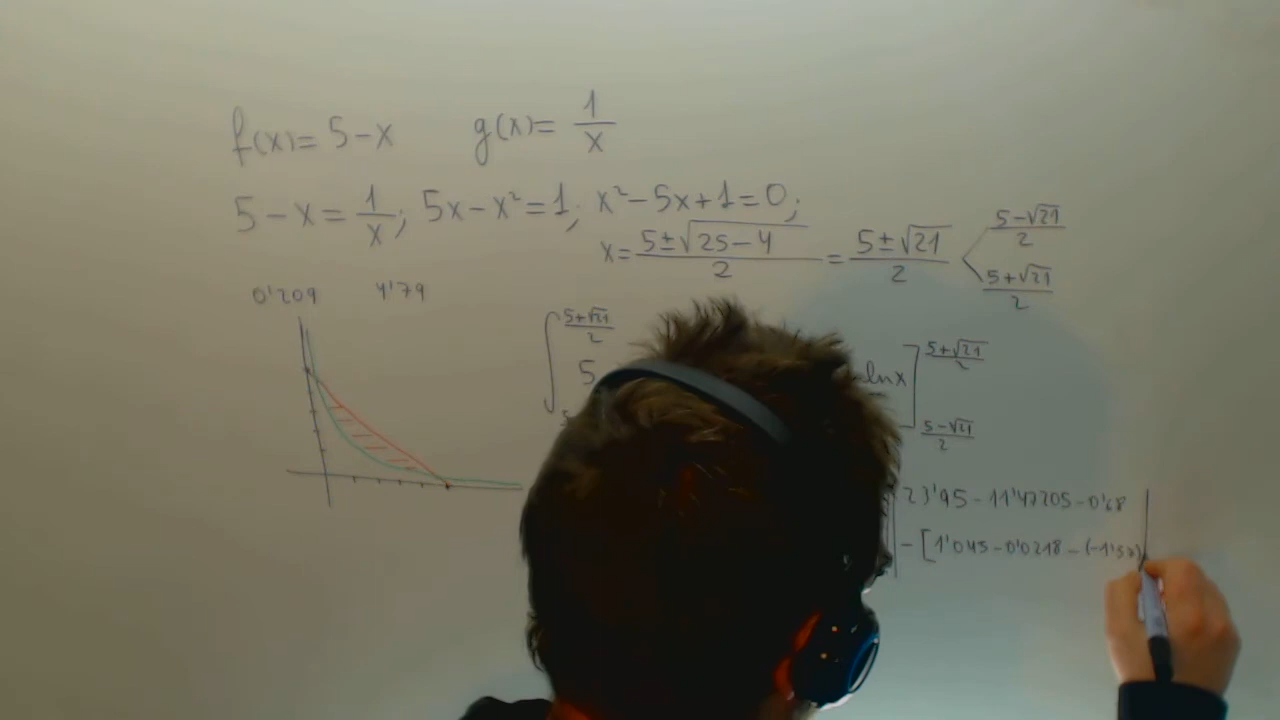 f(x)= 5-x g(x)= 1/x
5-x = 1/x; 5x-x²=1; x²-5x+1=0;
x= (5±√(25-4))/2 = (5±√21)/2 < (5-√21)/2 (5+√21)/2
0'209 4'79
∫ (5+√21)/2 5 lnx] (5+√21)/2 (5-√21)/2
23'95 - 11'47205 - 0'68
- [1'045 - 0'0218 - (-1'56)